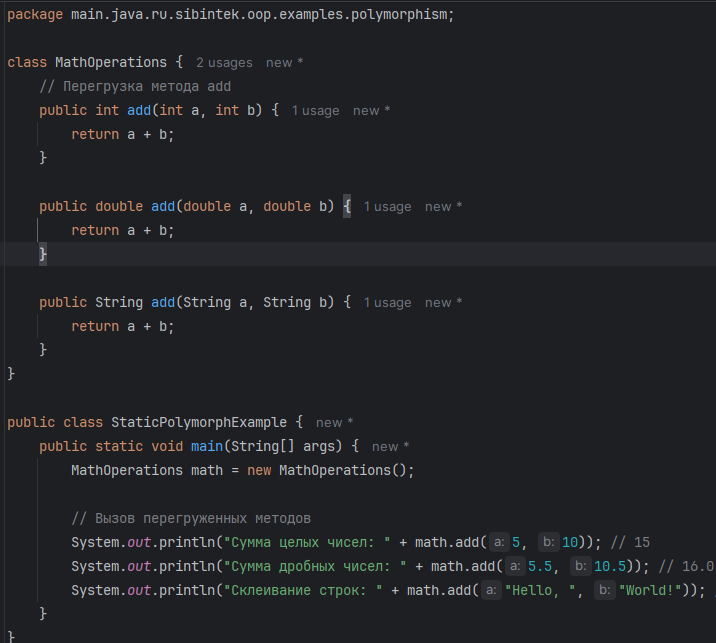 package main.java.ru.sibintek.oop.examples.polymorphism;
class MathOperations { 2 usages new *
// Перегрузка метода add
public int add(int a, int b) { 1 usage new *
return a + b;
}
public double add(double a, double b) { 1 usage new *
return a + b;
}
public String add(String a, String b) { 1 usage new *
return a + b;
}
}
public class StaticPolymorphExample { new *
public static void main(String[] args) { new *
MathOperations math = new MathOperations();
// Вызов перегруженных методов
System.out.println("Сумма целых чисел: " + math.add( a: 5, b: 10)); // 15
System.out.println("Сумма дробных чисел: " + math.add( a: 5.5, b: 10.5)); // 16.0
System.out.println("Склеивание строк: " + math.add( a: "Hello, ", b: "World!")); /
}
}